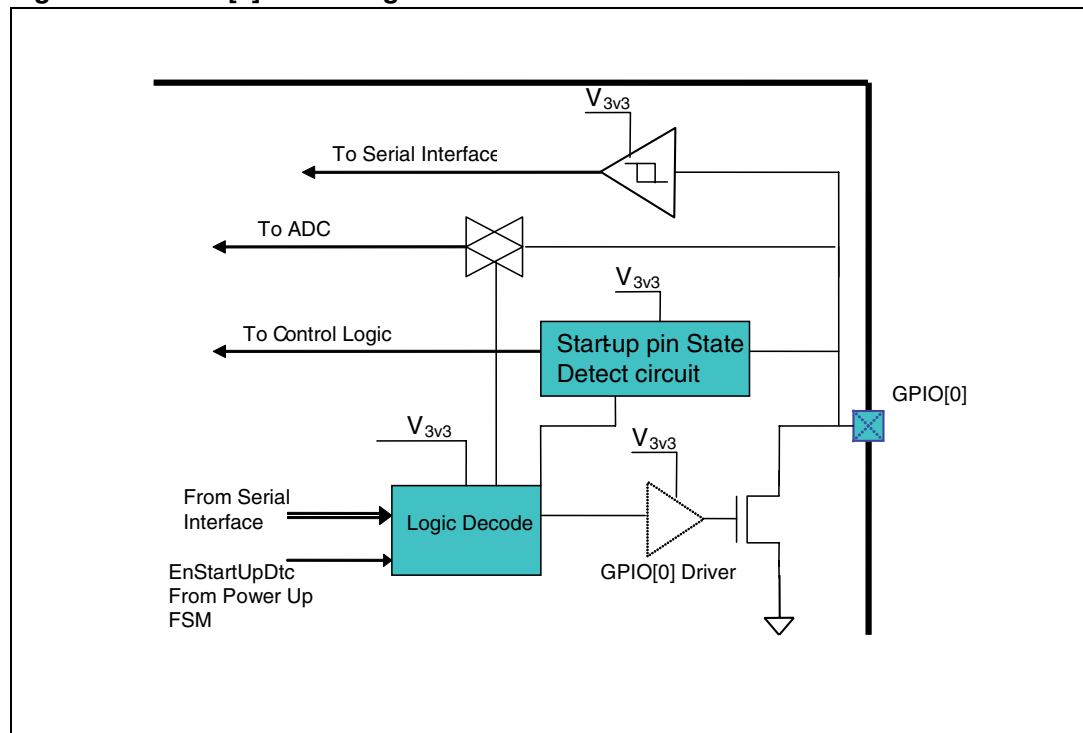 V3v3
To Serial Interface
To ADC
V3v3
To Control Logic
Start-up pin State
Detect circuit
GPIO[0]
V3v3
V3v3
From Serial
Interface
Logic Decode
GPIO[0] Driver
EnStartUpDtc
From Power Up
FSM